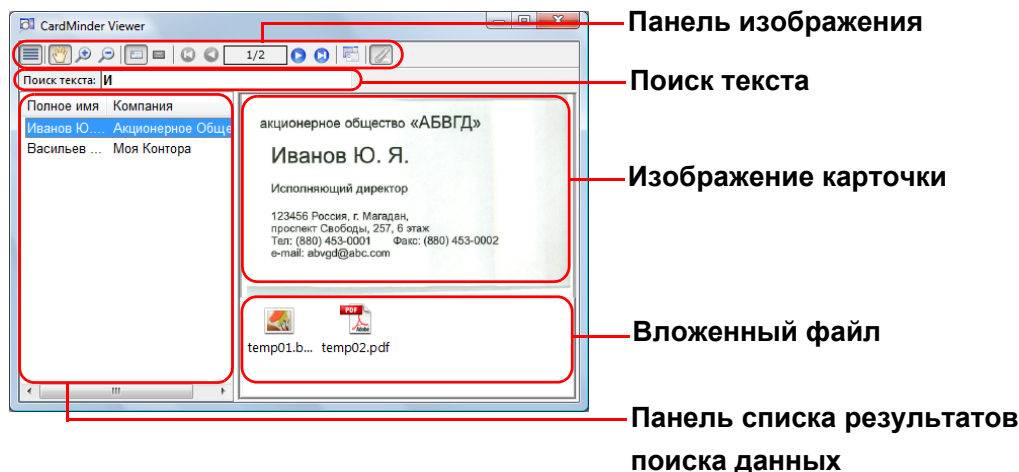 CardMinder Viewer
Панель изображения
1/2
Поиск текста: И
Поиск текста
Полное имя Компания
Иванов Ю.... Акционерное Обще
Васильев ... Моя Контора
акционерное общество «АБВГД»
Иванов Ю. Я.
Исполняющий директор
123456 Россия, г. Магадан,
проспект Свободы, 257, 6 этаж
Тел: (880) 453-0001 Факс: (880) 453-0002
e-mail: abvgd@abc.com
Изображение карточки
PDF
Adobe
temp01.b... temp02.pdf
Вложенный файл
Панель списка результатов
поиска данных